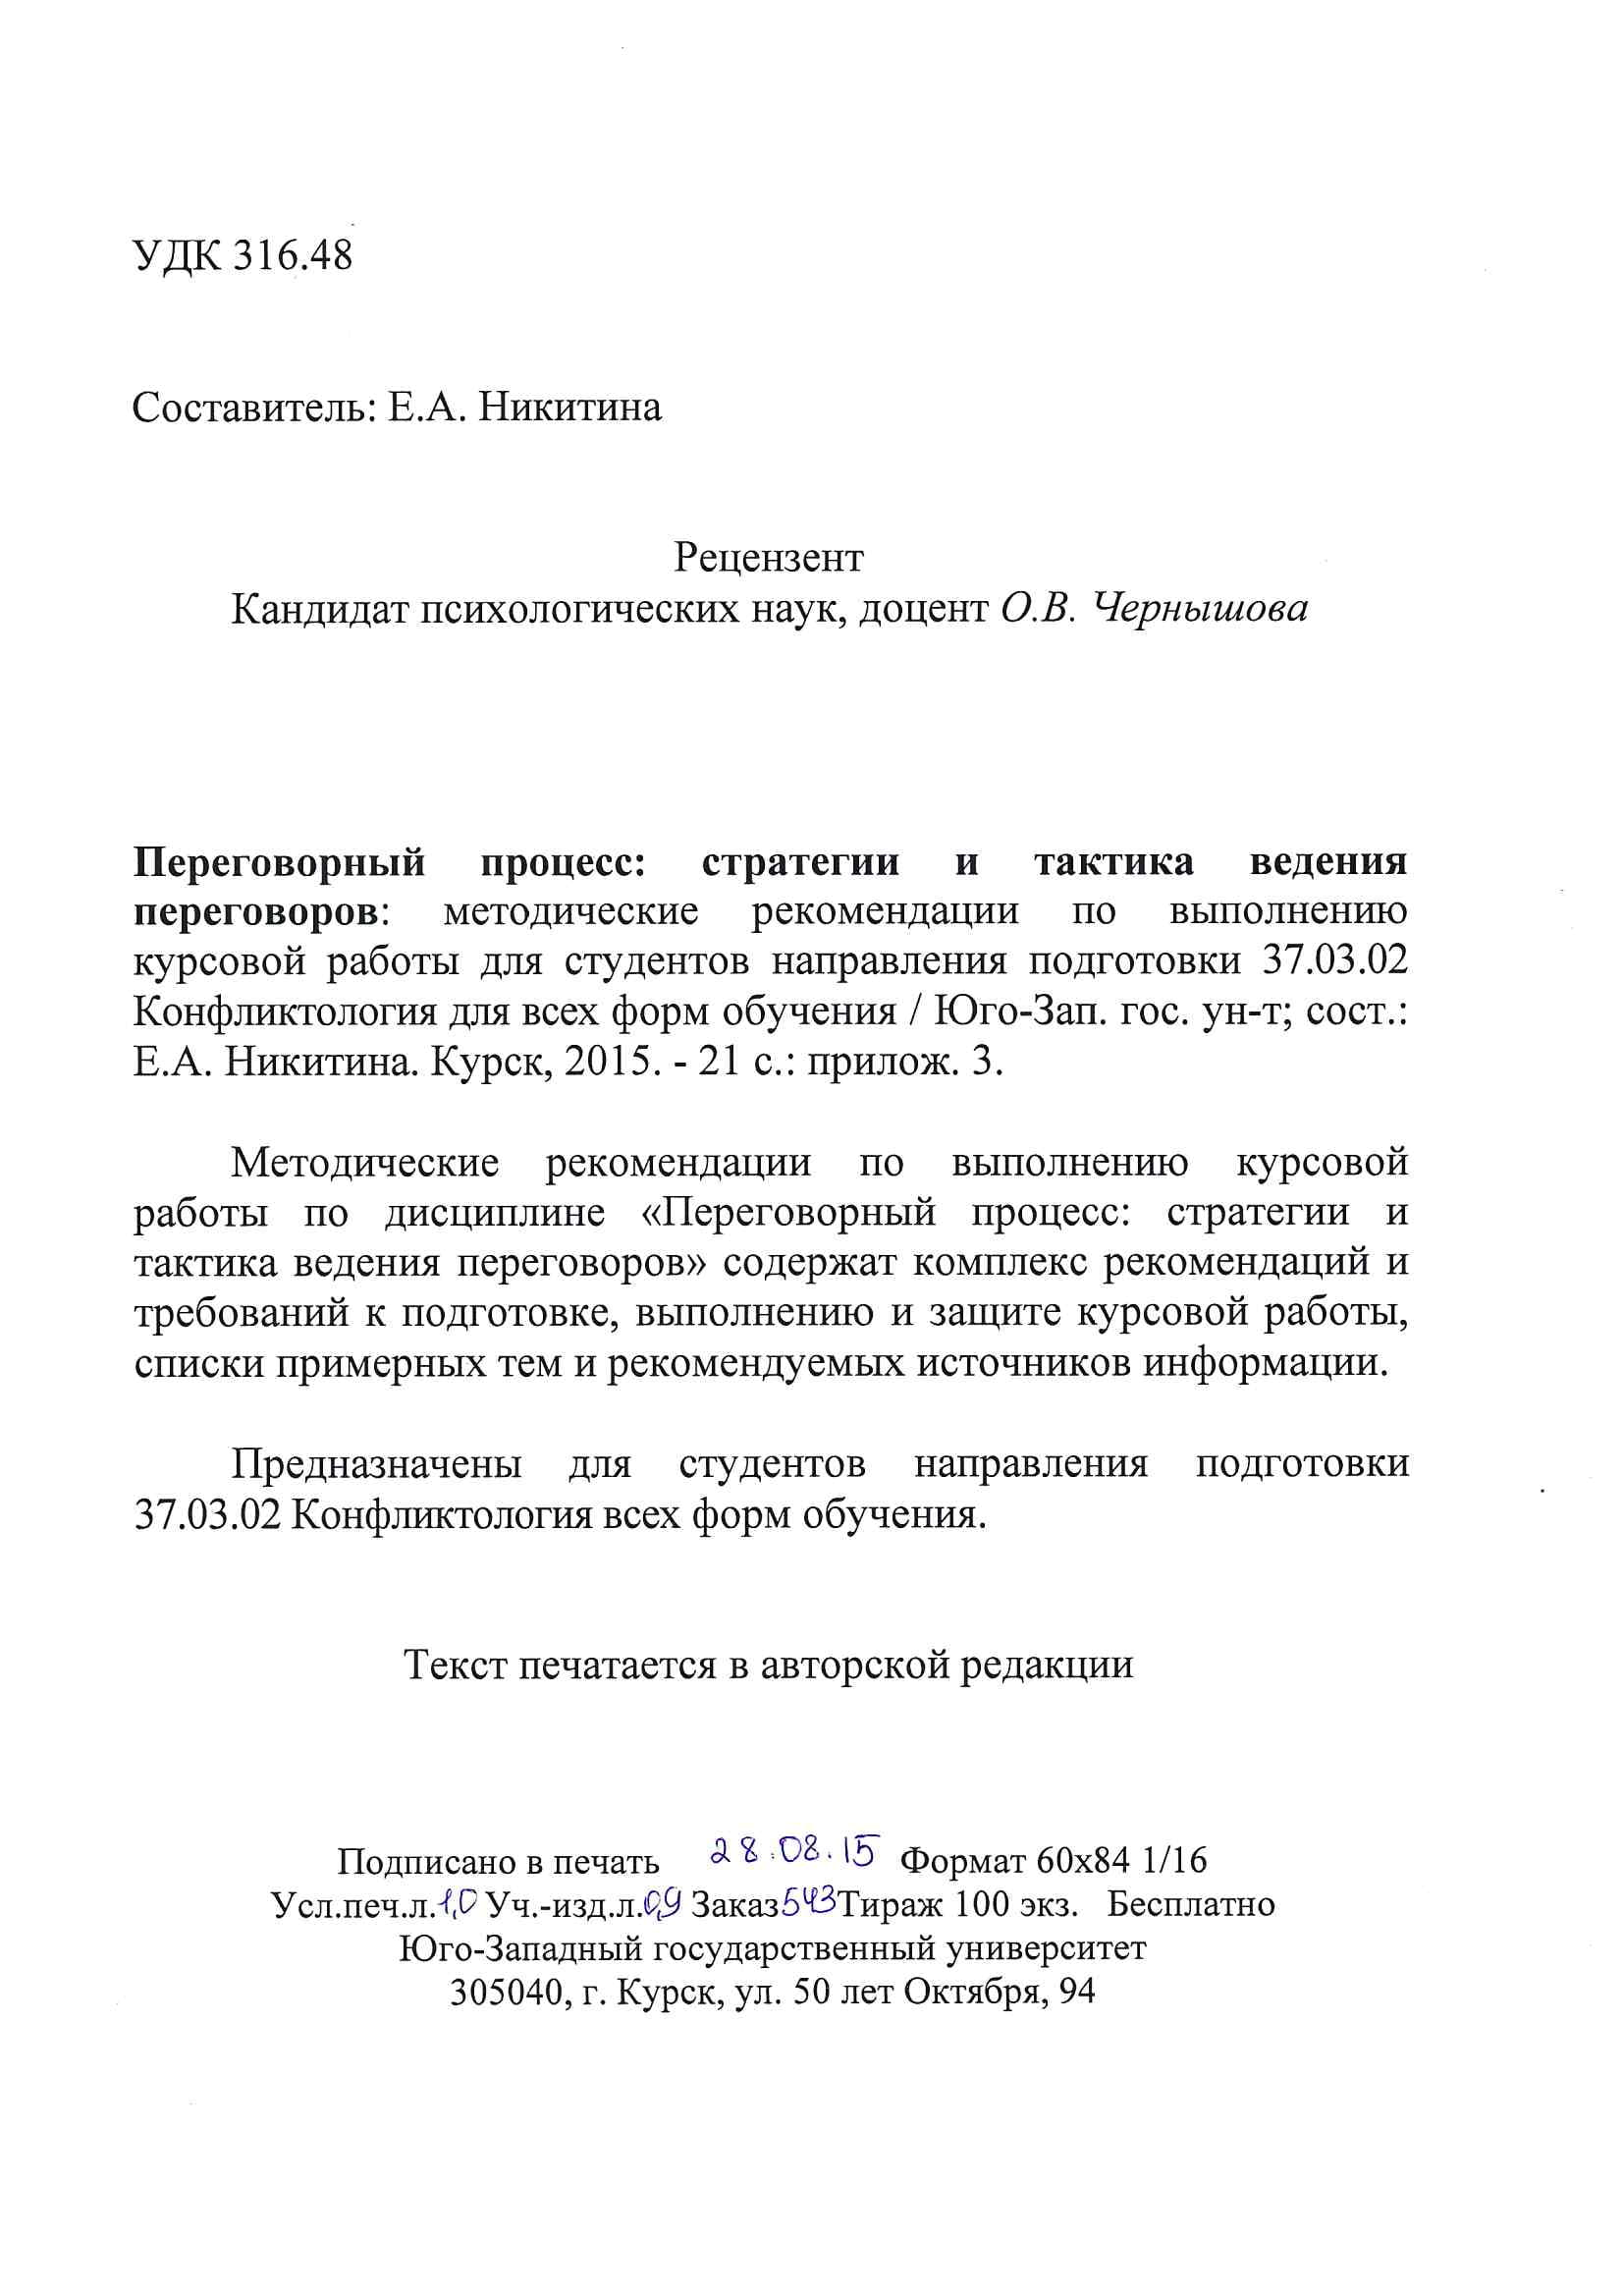 УДК 316.48
Составитель: Е.А. Никитина
Рецензент
Кандидат психологических наук, доцент О.В. Чернышова
Переговорный процесс: стратегии и тактика ведения
переговоров: методические рекомендации по выполнению
курсовой работы для студентов направления подготовки 37.03.02
Конфликтология для всех форм обучения / Юго-Зап. гос. ун-т; сост.:
Е.А. Никитина. Курск, 2015. - 21 с.: прилож. 3.
Методические рекомендации по выполнению курсовой
работы по дисциплине «Переговорный процесс: стратегии и
тактика ведения переговоров» содержат комплекс рекомендаций и
требований к подготовке, выполнению и защите курсовой работы,
списки примерных тем и рекомендуемых источников информации.
Предназначены для студентов направления подготовки
37.03.02 Конфликтология всех форм обучения.
Текст печатается в авторской редакции
Подписано в печать 28.08.15 Формат 60х84 1/16
Усл.печ.л.1,0 Уч.-изд.л.0,9 Заказ543Тираж 100 экз. Бесплатно
Юго-Западный государственный университет
305040, г. Курск, ул. 50 лет Октября, 94